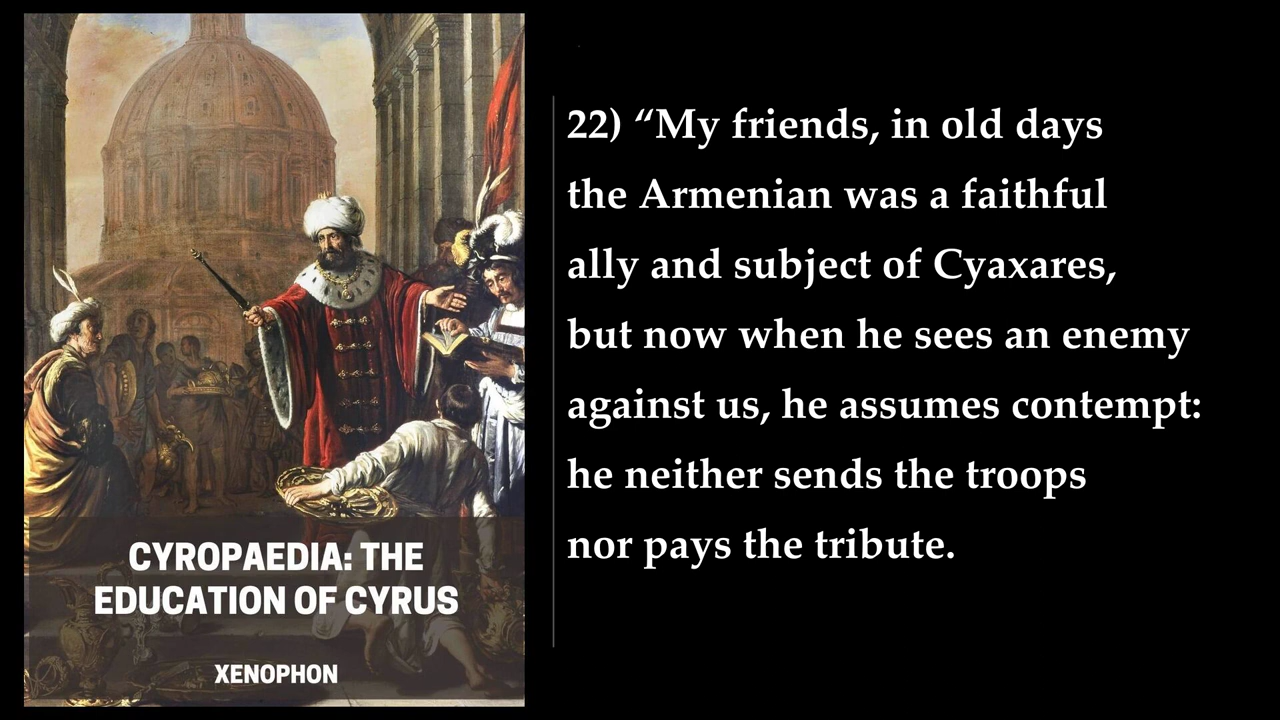 CYROPAEDIA: THE
EDUCATION OF CYRUS
XENOPHON
22) “My friends, in old days
the Armenian was a faithful
ally and subject of Cyaxares,
but now when he sees an enemy
against us, he assumes contempt:
he neither sends the troops
nor pays the tribute.